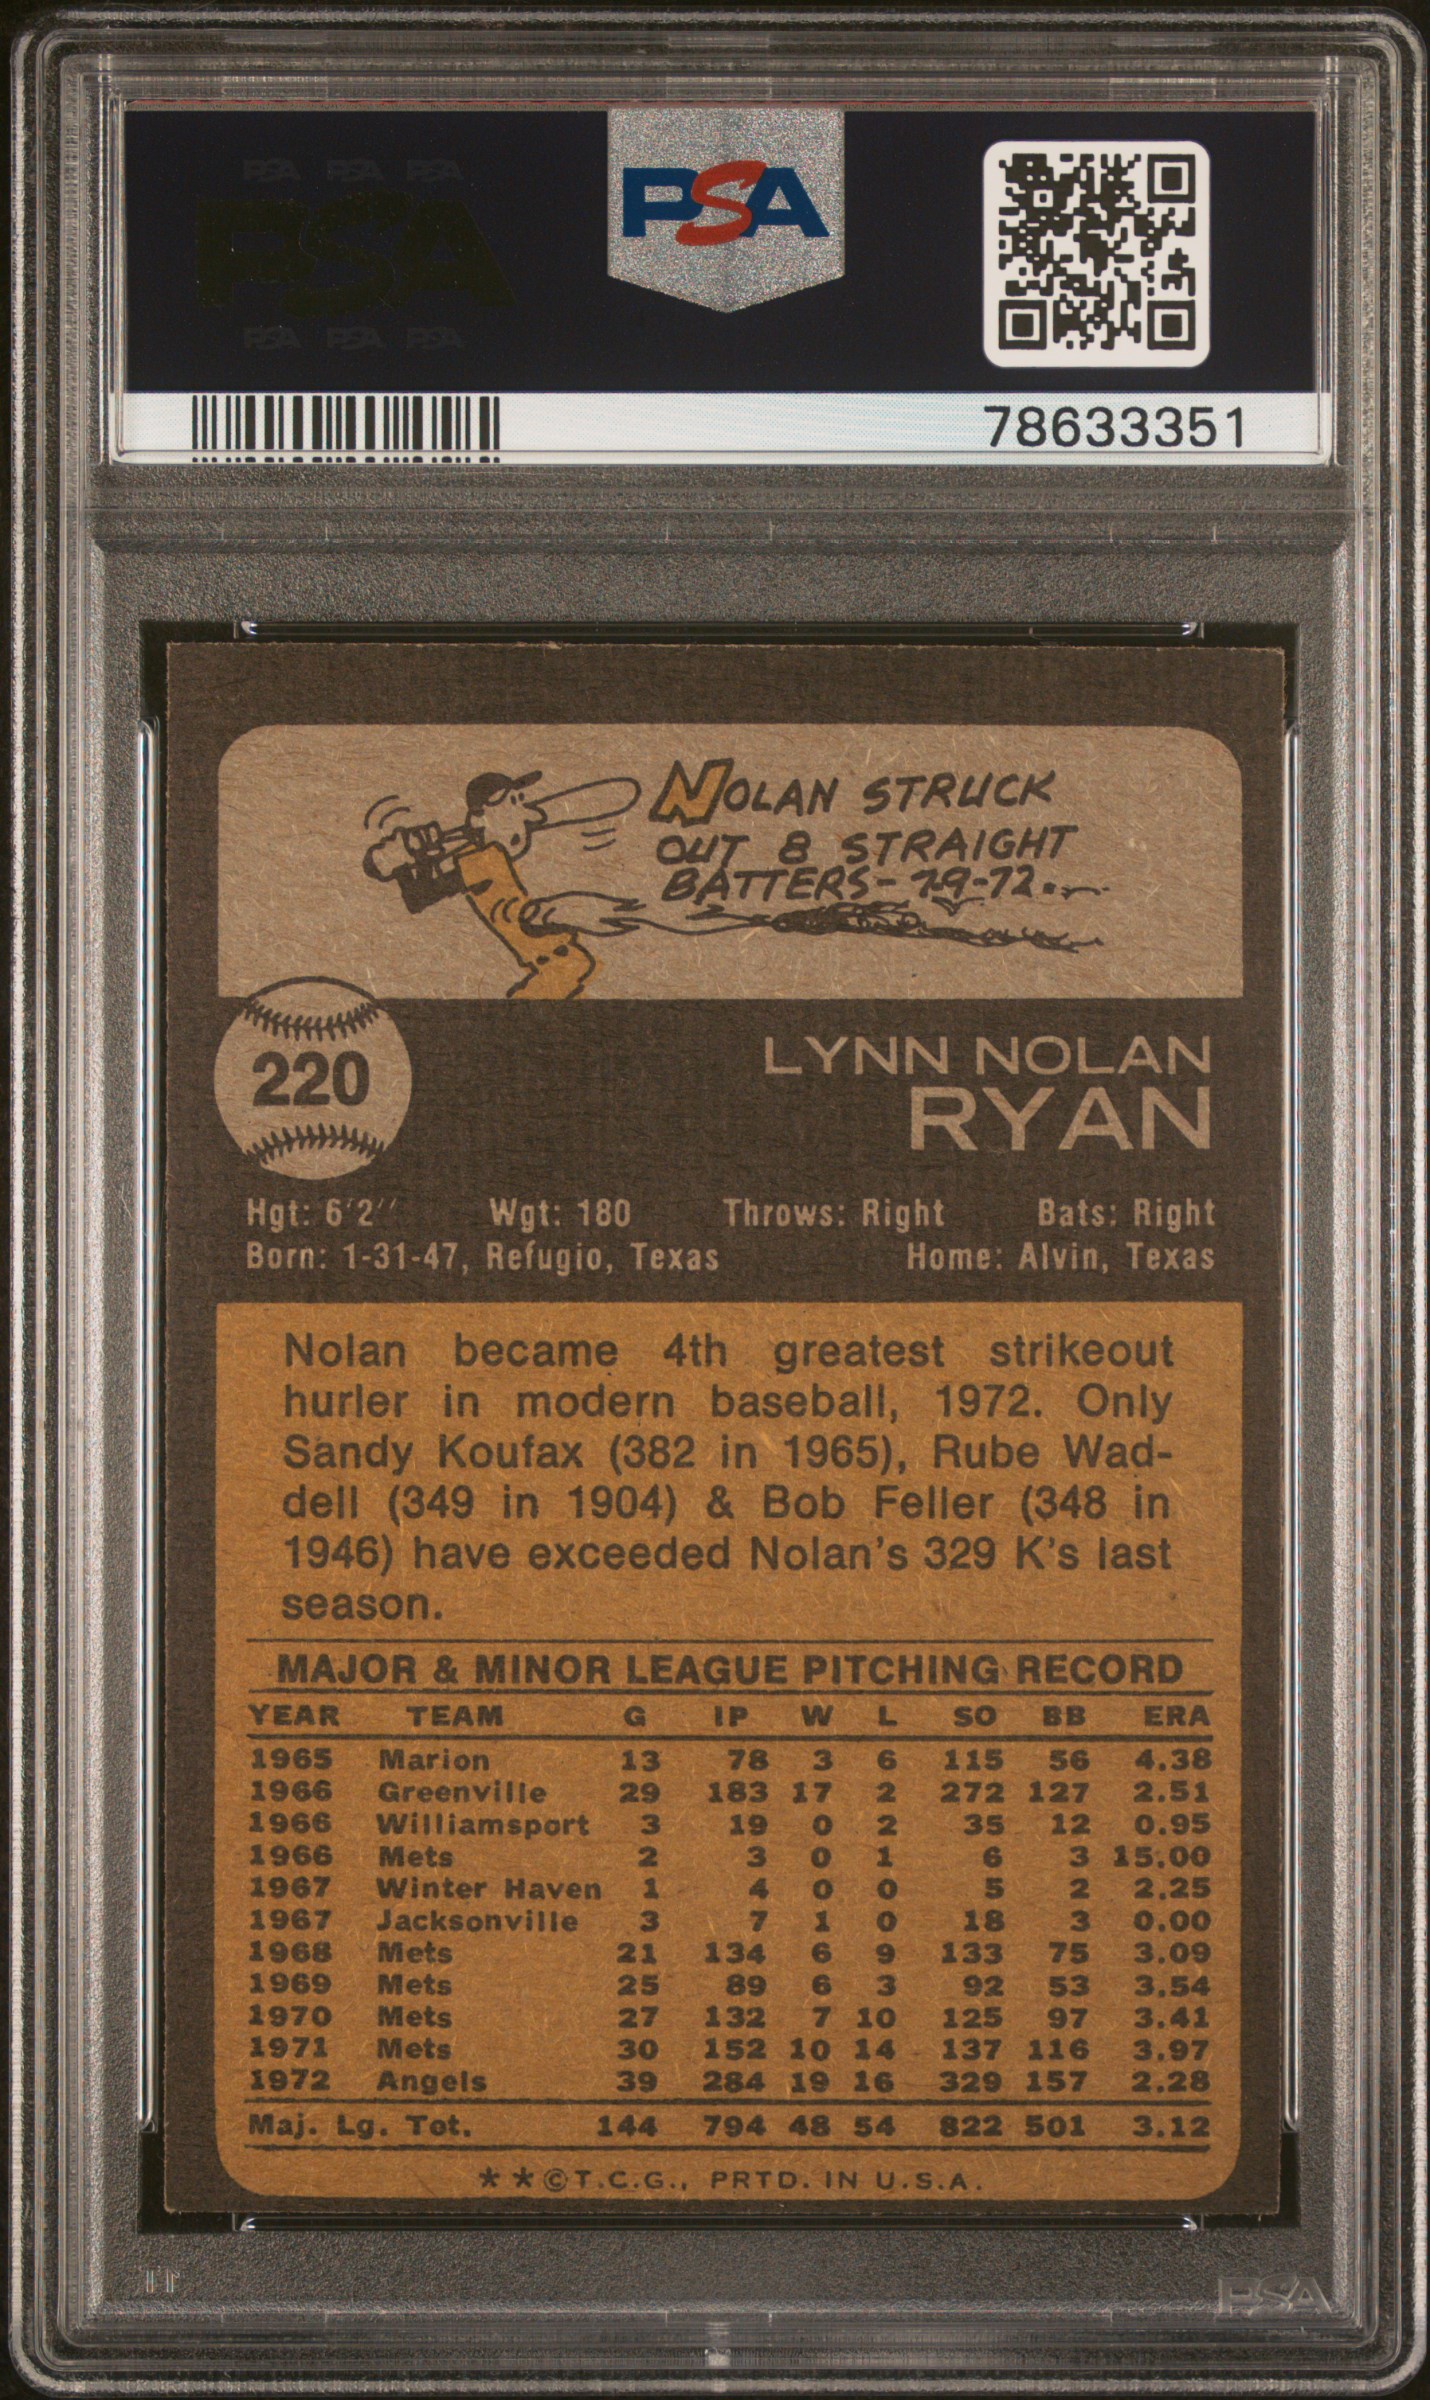 PSA PSA PSA
PSA
PSA PSA PSA
PSA
78633351
NOLAN STRUCK
OUT 8 STRAIGHT
BATTERS-7-9-72.
220
LYNN NOLAN
RYAN
Hgt: 6'2" Wgt: 180 Throws: Right Bats: Right
Born: 1-31-47, Refugio, Texas Home: Alvin, Texas
Nolan became 4th greatest strikeout
hurler in modern baseball, 1972. Only
Sandy Koufax (382 in 1965), Rube Wad-
dell (349 in 1904) & Bob Feller (348 in
1946) have exceeded Nolan's 329 K's last
season.
MAJOR & MINOR LEAGUE PITCHING RECORD
YEAR TEAM G IP W L SO BB ERA
1965 Marion 13 78 3 6 115 56 4.38
1966 Greenville 29 183 17 2 272 127 2.51
1966 Williamsport 3 19 0 2 35 12 0.95
1966 Mets 2 3 0 1 6 3 15.00
1967 Winter Haven 1 4 0 0 5 2 2.25
1967 Jacksonville 3 7 1 0 18 3 0.00
1968 Mets 21 134 6 9 133 75 3.09
1969 Mets 25 89 6 3 92 53 3.54
1970 Mets 27 132 7 10 125 97 3.41
1971 Mets 30 152 10 14 137 116 3.97
1972 Angels 39 284 19 16 329 157 2.28
Maj. Lg. Tot. 144 794 48 54 822 501 3.12
**©T.C.G., PRTD. IN U.S.A.
PSA